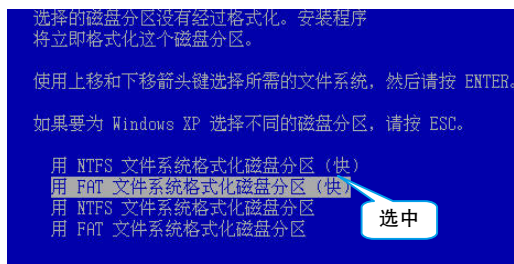 选择的磁盘分区没有经过格式化。安装程序
将立即格式化这个磁盘分区。
使用上移和下移箭头键选择所需的文件系统，然后请按 ENTER。
如果要为 Windows XP 选择不同的磁盘分区，请按 ESC。
用 NTFS 文件系统格式化磁盘分区（快）
用 FAT 文件系统格式化磁盘分区（快）
用 NTFS 文件系统格式化磁盘分区
用 FAT 文件系统格式化磁盘分区
选中